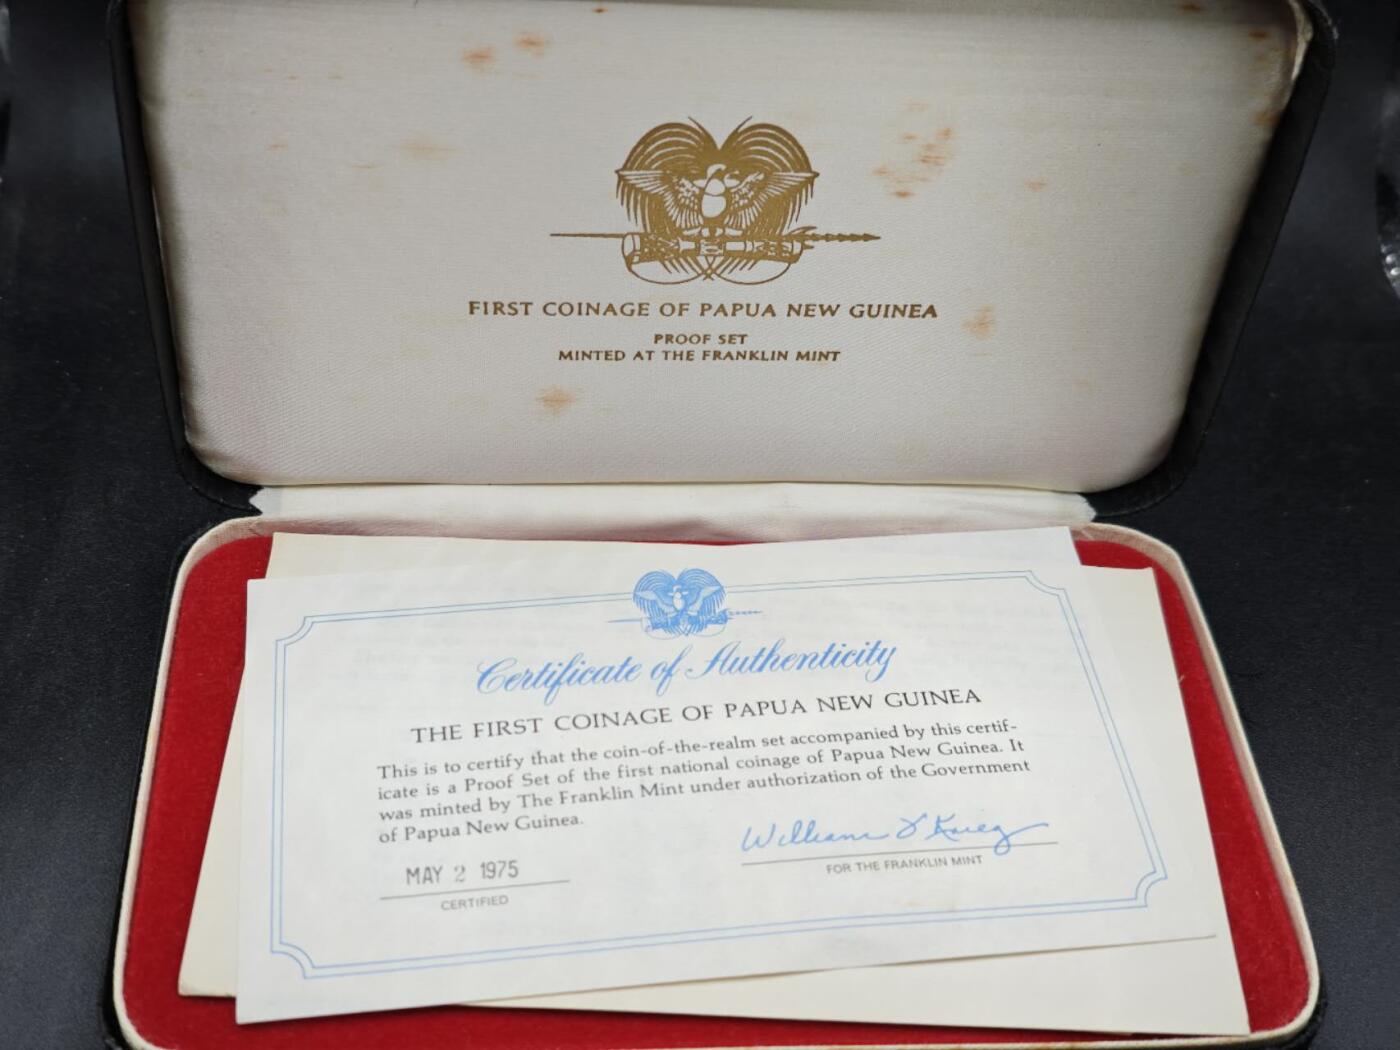 FIRST COINAGE OF PAPUA NEW GUINEA
PROOF SET
MINTED AT THE FRANKLIN MINT
Certificate of Authenticity
THE FIRST COINAGE OF PAPUA NEW GUINEA
This is to certify that the coin-of-the-realm set accompanied by this certif-
icate is a Proof Set of the first national coinage of Papua New Guinea. It
was minted by The Franklin Mint under authorization of the Government
of Papua New Guinea.
MAY 2 1975
CERTIFIED
William J Krieg
FOR THE FRANKLIN MINT